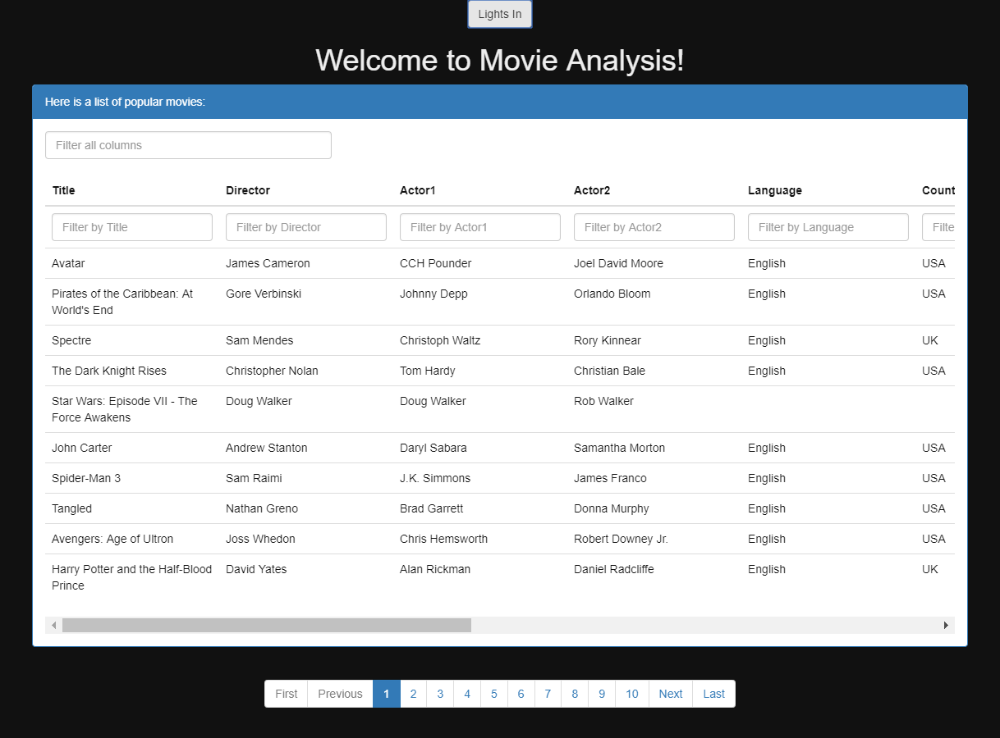 Lights In
Welcome to Movie Analysis!
Here is a list of popular movies:
Filter all columns
Title Director Actor1 Actor2 Language Count
Filter by Title Filter by Director Filter by Actor1 Filter by Actor2 Filter by Language Filte
Avatar James Cameron CCH Pounder Joel David Moore English USA
Pirates of the Caribbean: At Gore Verbinski Johnny Depp Orlando Bloom English USA
World's End
Spectre Sam Mendes Christoph Waltz Rory Kinnear English UK
The Dark Knight Rises Christopher Nolan Tom Hardy Christian Bale English USA
Star Wars: Episode VII - The Doug Walker Doug Walker Rob Walker
Force Awakens
John Carter Andrew Stanton Daryl Sabara Samantha Morton English USA
Spider-Man 3 Sam Raimi J.K. Simmons James Franco English USA
Tangled Nathan Greno Brad Garrett Donna Murphy English USA
Avengers: Age of Ultron Joss Whedon Chris Hemsworth Robert Downey Jr. English USA
Harry Potter and the Half-Blood David Yates Alan Rickman Daniel Radcliffe English UK
Prince
First Previous 1 2 3 4 5 6 7 8 9 10 Next Last